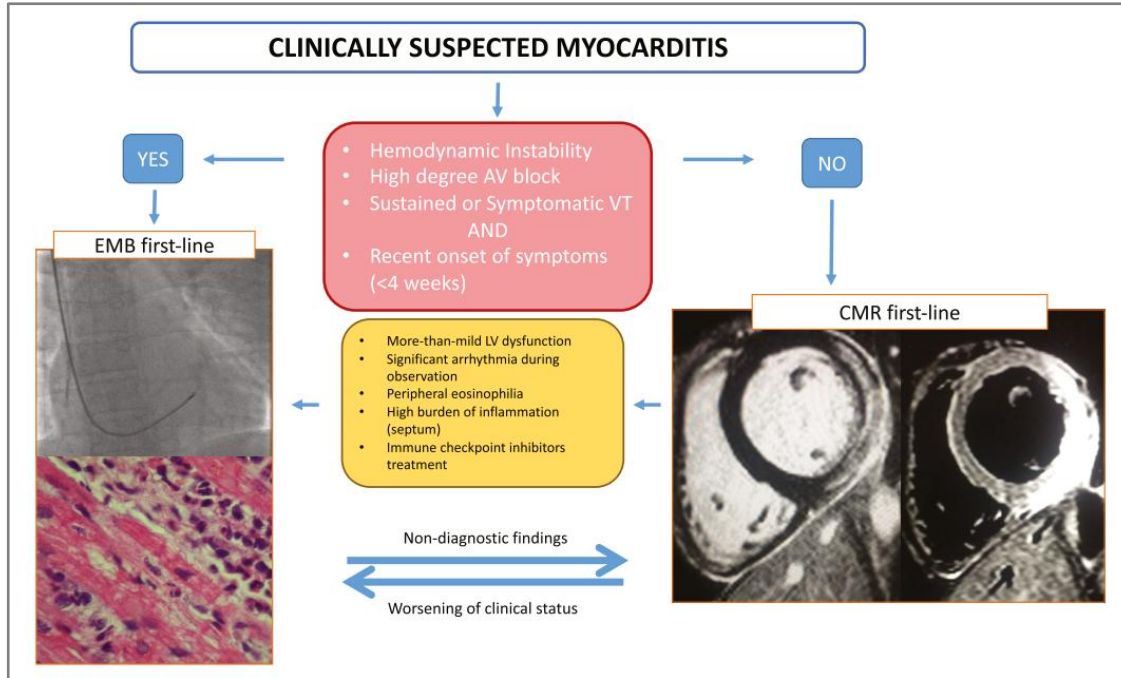 CLINICALLY SUSPECTED MYOCARDITIS
YES
• Hemodynamic Instability
• High degree AV block
• Sustained or Symptomatic VT
AND
• Recent onset of symptoms
(<4 weeks)
NO
EMB first-line
CMR first-line
• More-than-mild LV dysfunction
• Significant arrhythmia during
observation
• Peripheral eosinophilia
• High burden of inflammation
(septum)
• Immune checkpoint inhibitors
treatment
Non-diagnostic findings
Worsening of clinical status